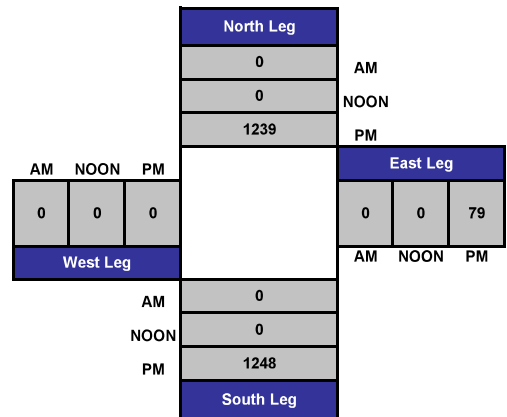 North Leg
0
AM
0
NOON
1239
PM
AM NOON PM
East Leg
0 0 0
0 0 79
West Leg
AM NOON PM
AM
0
NOON
0
PM
1248
South Leg